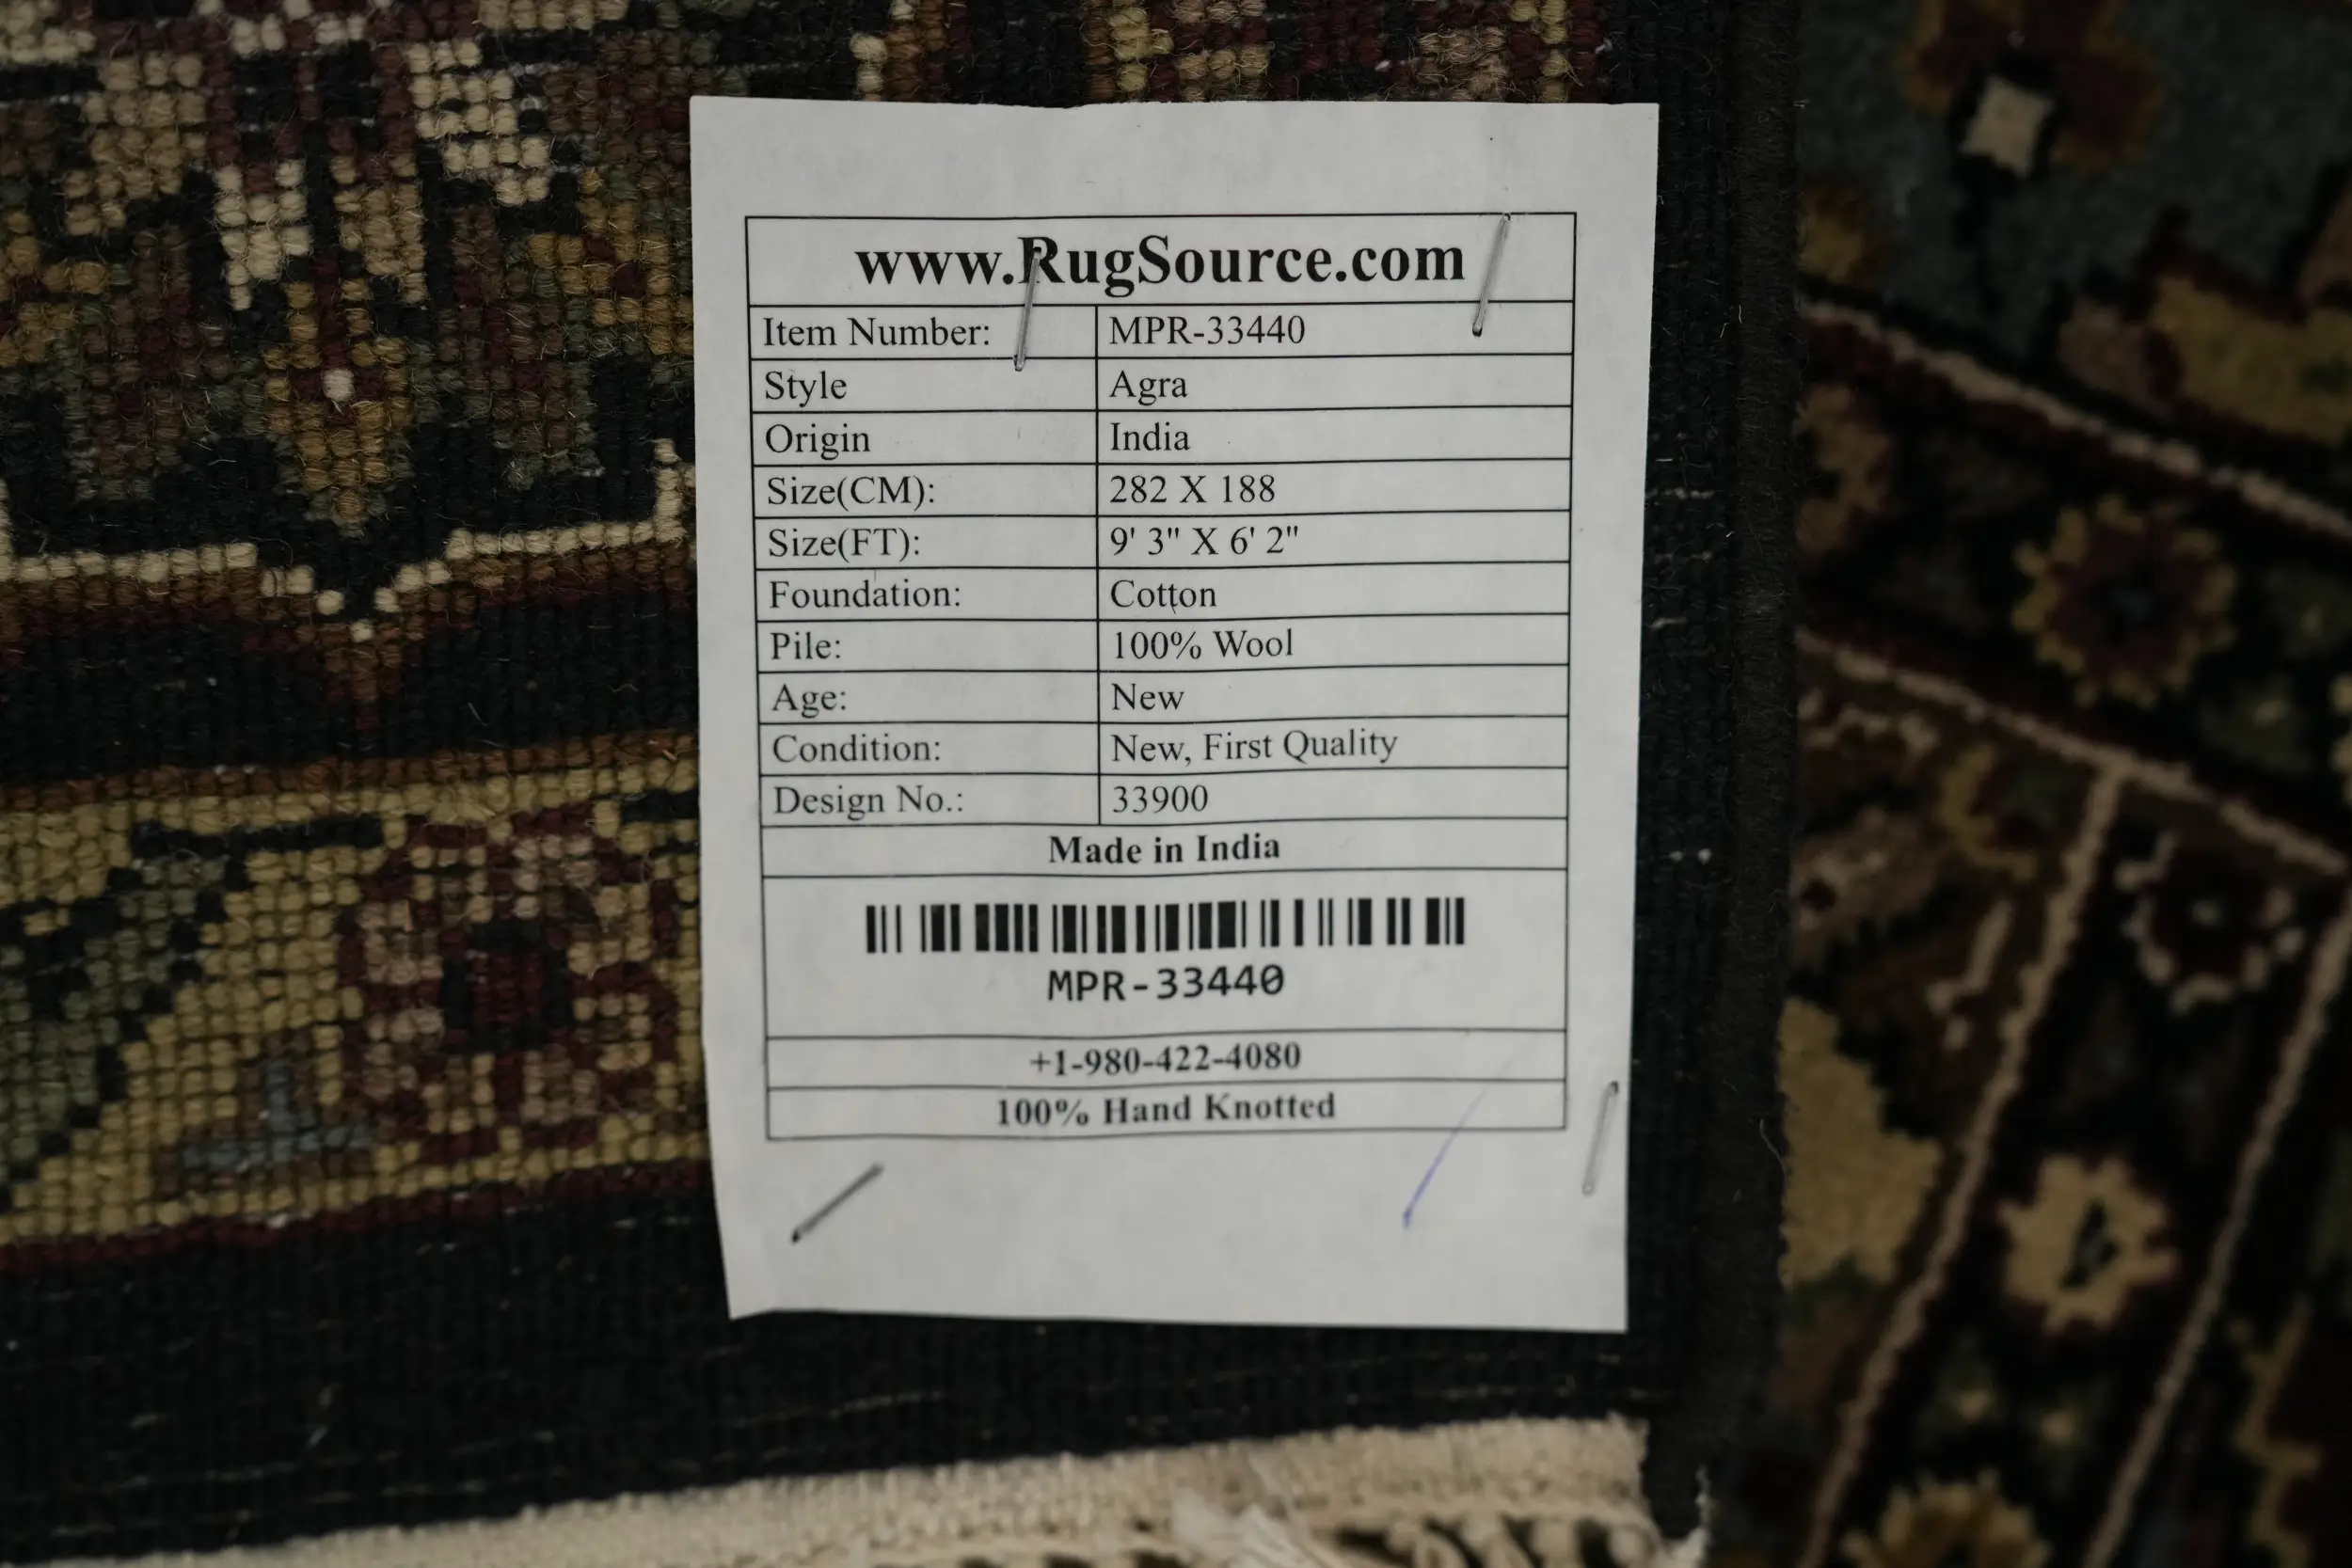 www.RugSource.com
Item Number: MPR-33440
Style Agra
Origin India
Size(CM): 282 X 188
Size(FT): 9' 3" X 6' 2"
Foundation: Cotton
Pile: 100% Wool
Age: New
Condition: New, First Quality
Design No.: 33900
Made in India
MPR-33440
+1-980-422-4080
100% Hand Knotted